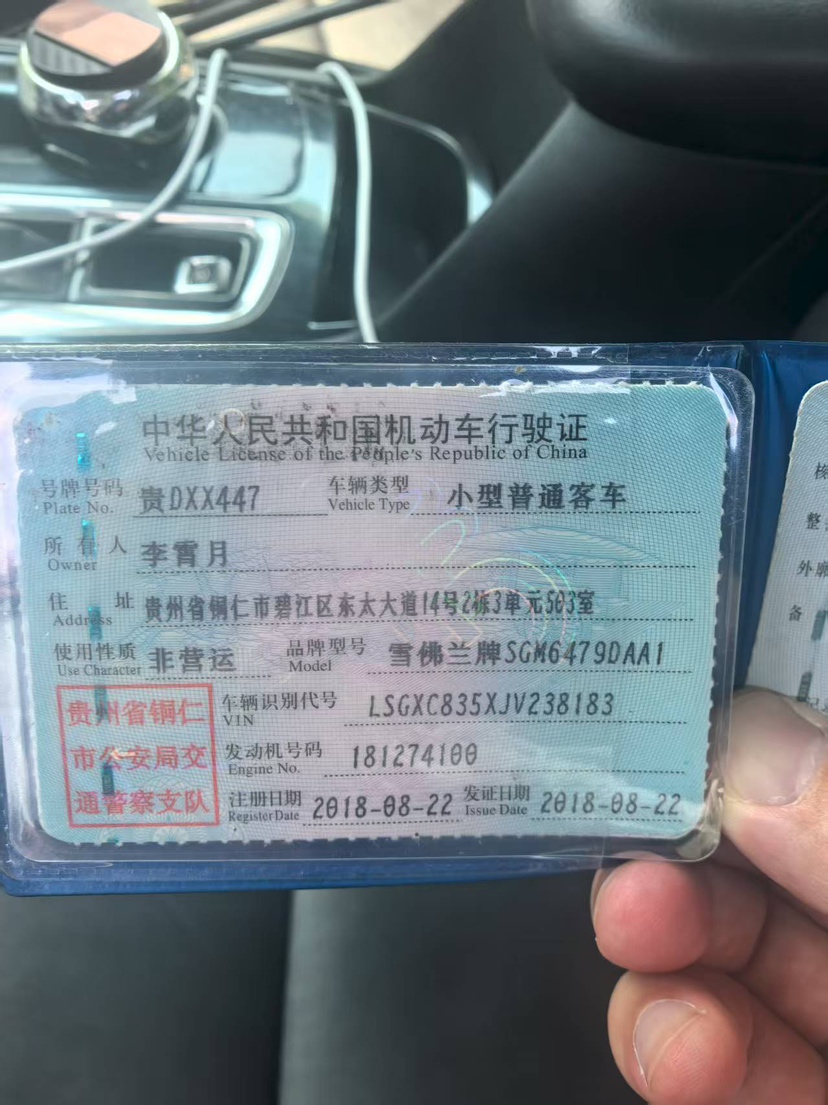 中华人民共和国机动车行驶证
Vehicle License of the People's Republic of China
号牌号码 贵DXX447 车辆类型 小型普通客车
Plate No. Vehicle Type
所有人 李霄月
Owner
住址 贵州省铜仁市碧江区东太大道14号2栋3单元503室
Address
使用性质 非营运 品牌型号 雪佛兰牌SGM6479DAA1
Use Character Model
贵州省铜仁 车辆识别代号 LSGXC835XJV238183
VIN
市公安局交 发动机号码 181274100
Engine No.
通警察支队 注册日期 2018-08-22 发证日期 2018-08-22
Register Date Issue Date
核
整
外廓
备